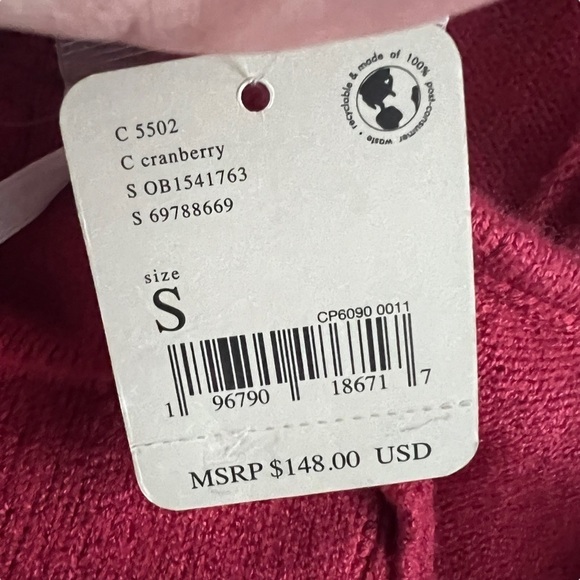 C 5502
C cranberry
S OB1541763
S 69788669
recyclable & made of 100% post-consumer waste •
size
S
CP6090 0011
1 96790 18671 7
MSRP $148.00 USD